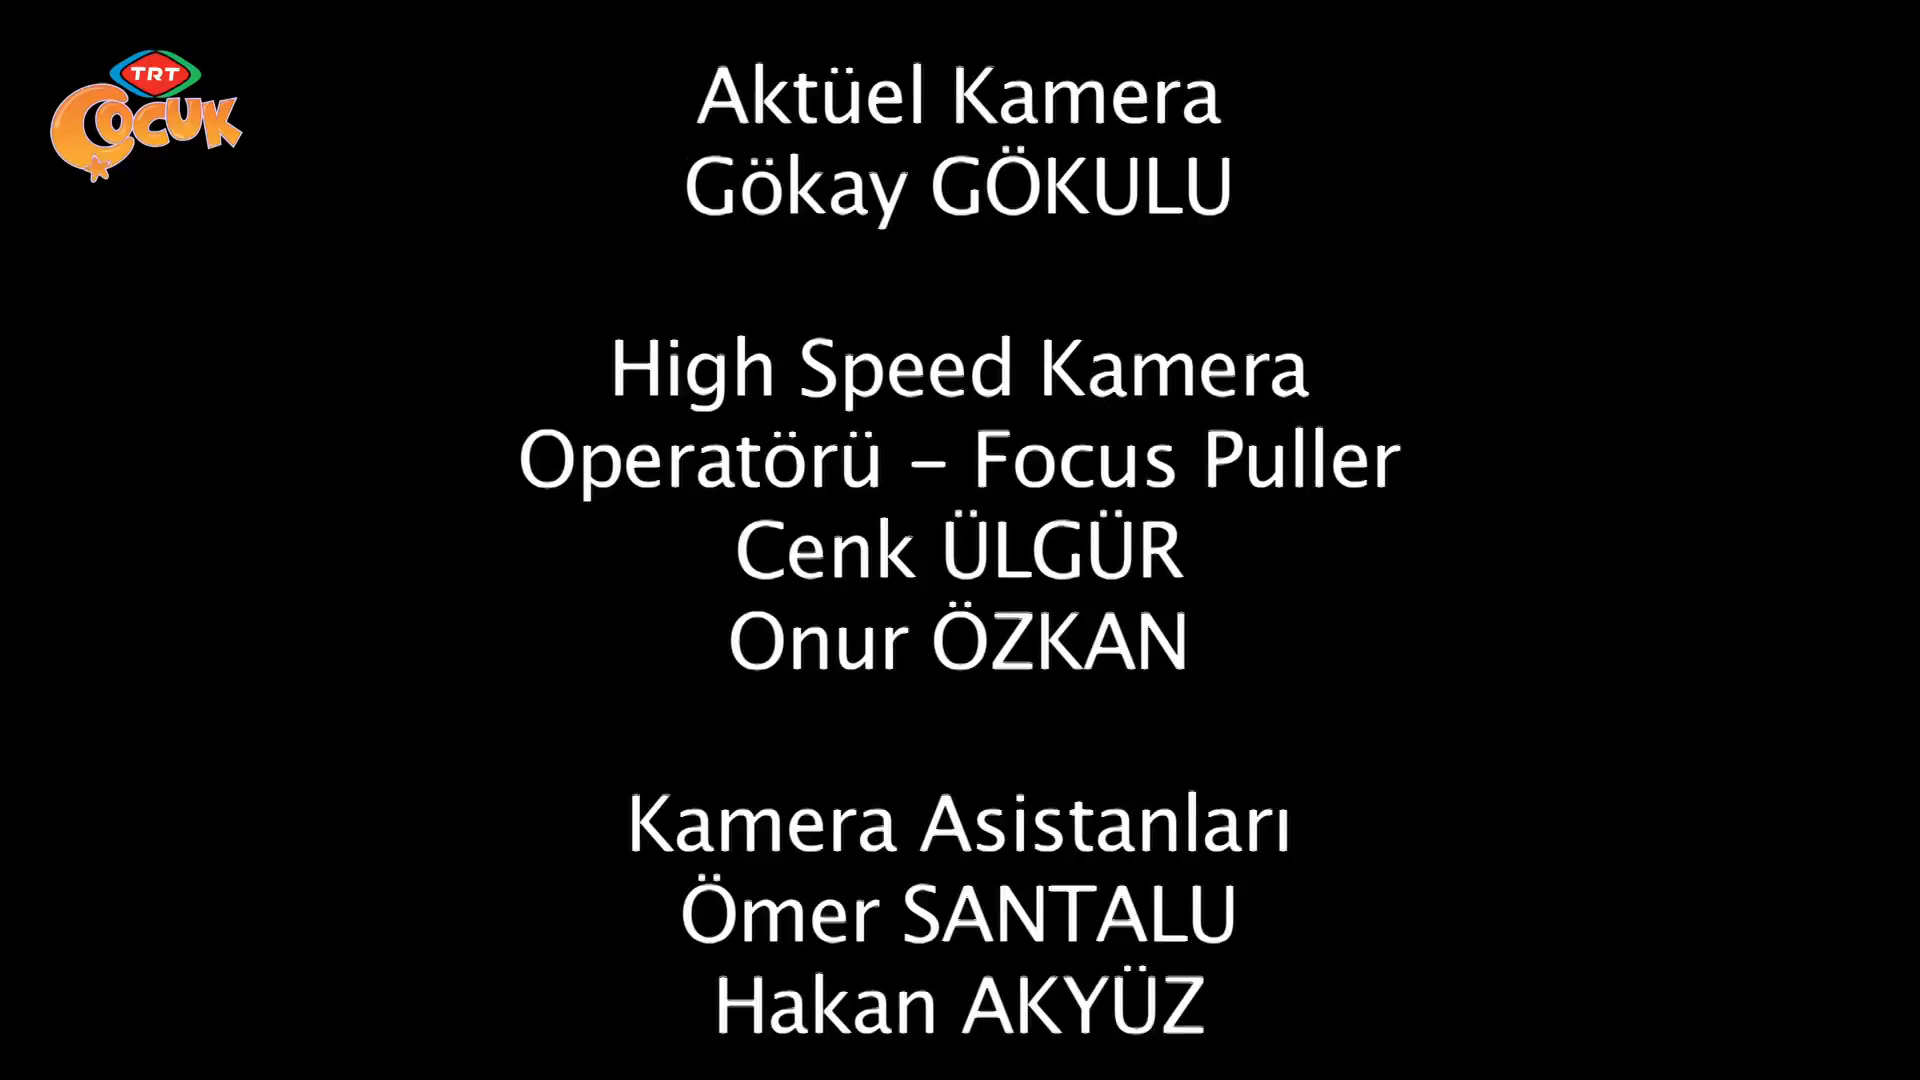 TRT
ÇOCUK
Aktüel Kamera
Gökay GÖKULU
High Speed Kamera
Operatörü - Focus Puller
Cenk ÜLGÜR
Onur ÖZKAN
Kamera Asistanları
Ömer SANTALU
Hakan AKYÜZ